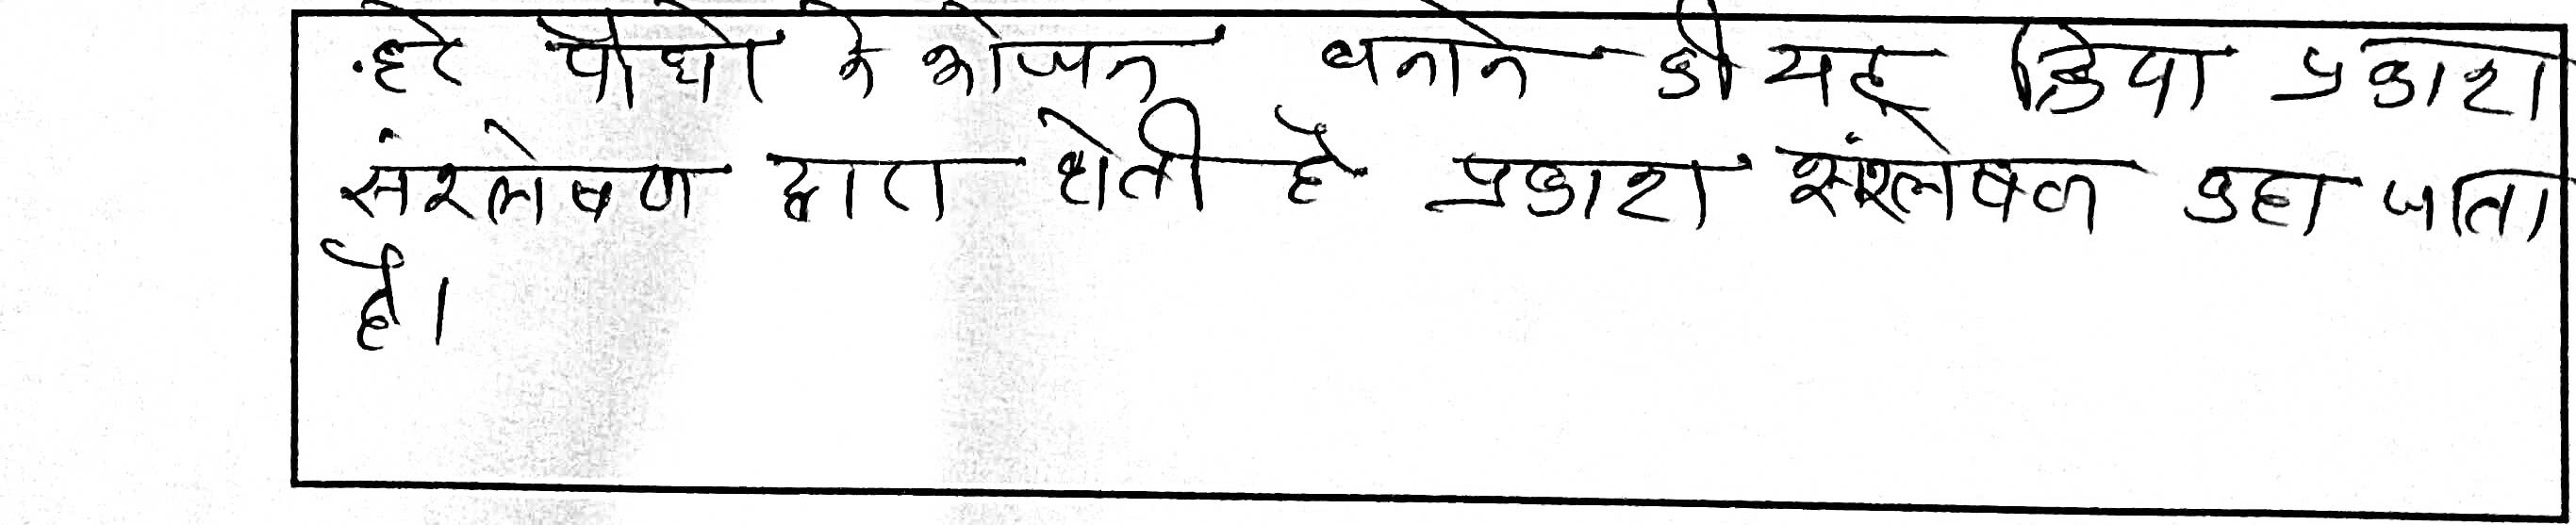 हरे पौधो के भोजन बनाने की यह क्रिया प्रकाश
संश्लेषण द्वारा होती है प्रकाश संश्लेषण कहा जाता
है।